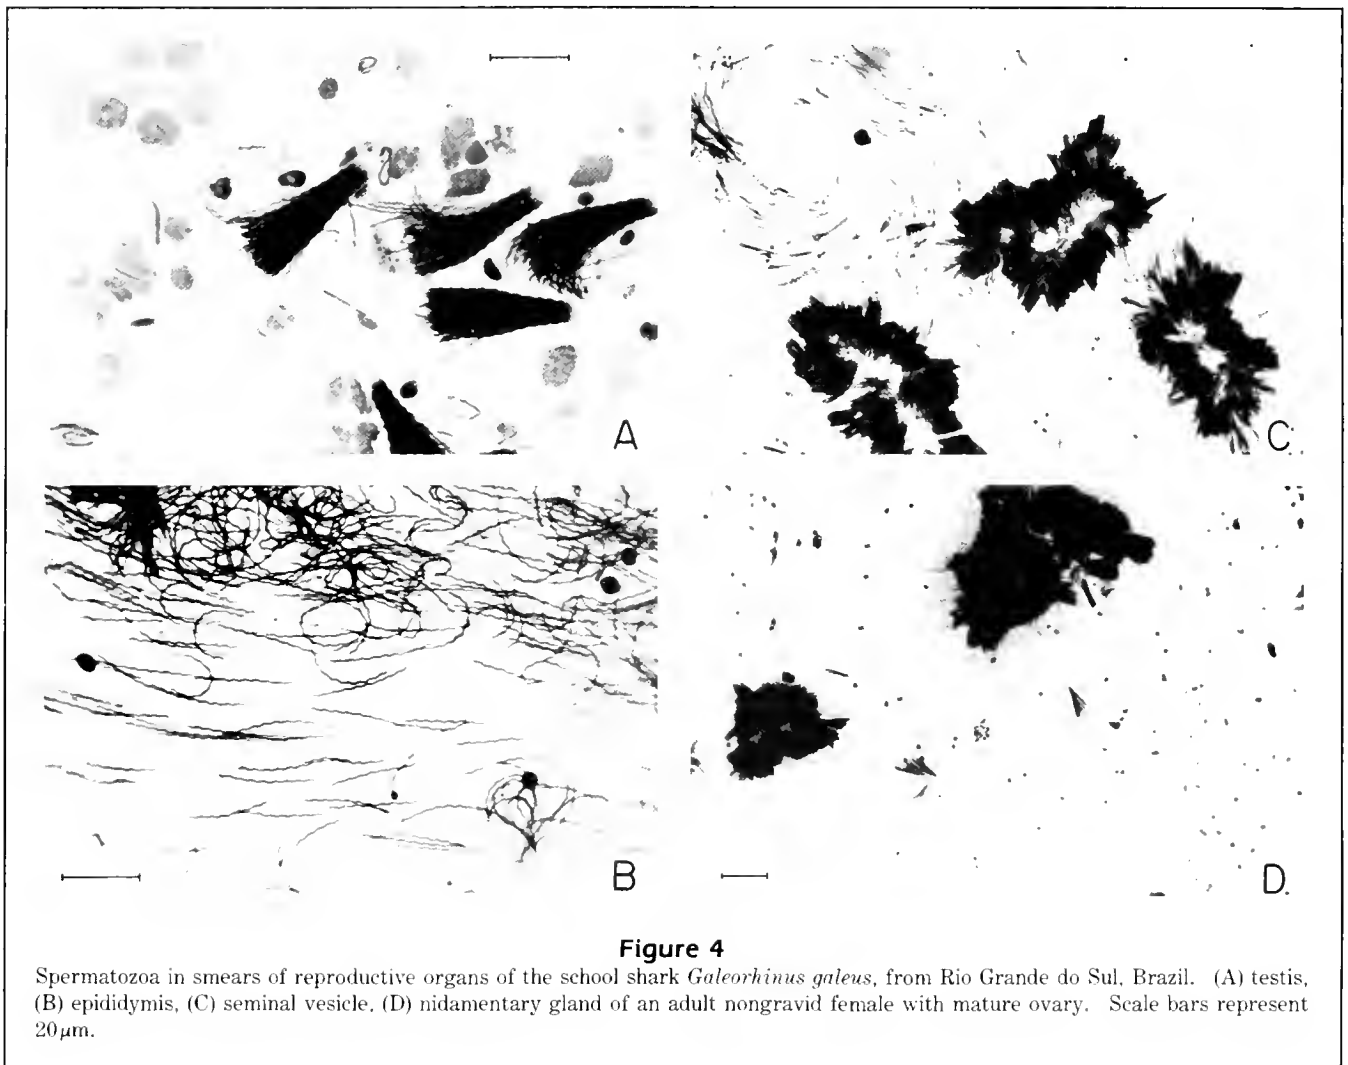 A
C
B
D
Figure 4
Spermatozoa in smears of reproductive organs of the school shark Galeorhinus galeus, from Rio Grande do Sul, Brazil. (A) testis,
(B) epididymis, (C) seminal vesicle, (D) nidamentary gland of an adult nongravid female with mature ovary. Scale bars represent
20μm.